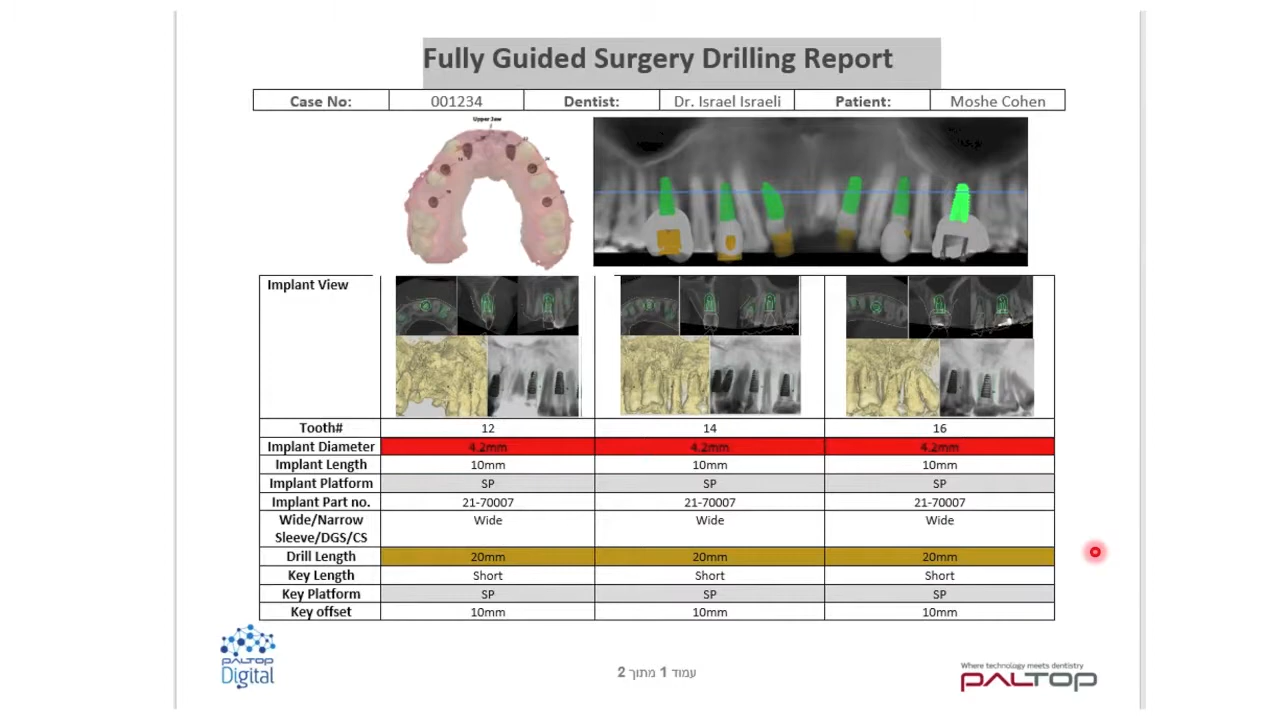 Fully Guided Surgery Drilling Report
Case No: 001234 Dentist: Dr. Israel Israeli Patient: Moshe Cohen
Upper Jaw
Implant View
Tooth# 12 14 16
Implant Diameter 4.2mm 4.2mm 4.2mm
Implant Length 10mm 10mm 10mm
Implant Platform SP SP SP
Implant Part no. 21-70007 21-70007 21-70007
Wide/Narrow Sleeve/DGS/CS Wide Wide Wide
Drill Length 20mm 20mm 20mm
Key Length Short Short Short
Key Platform SP SP SP
Key offset 10mm 10mm 10mm
PALTOP
Digital
עמוד 1 מתוך 2
Where technology meets dentistry
PALTOP